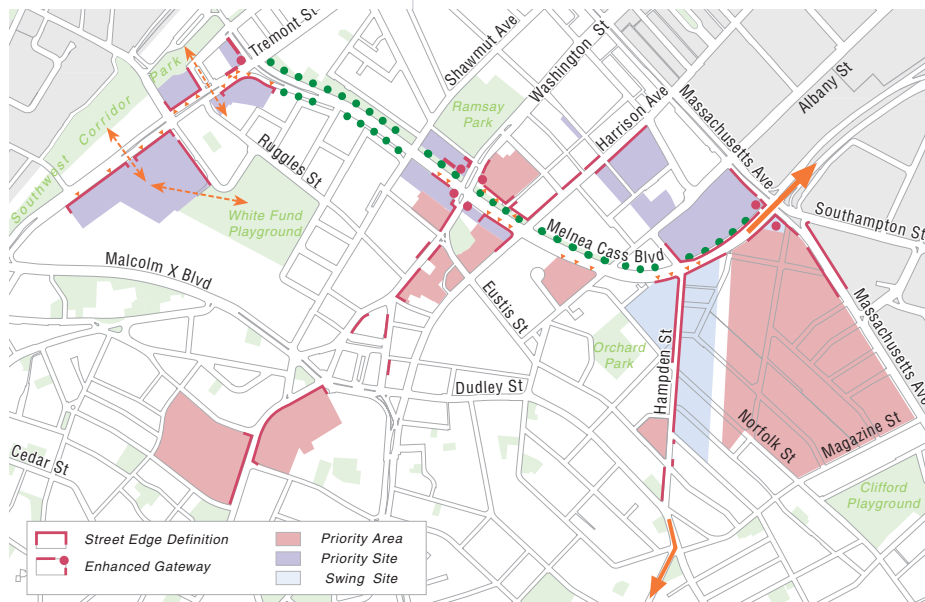 Tremont St
Shawmut Ave
Washington St
Harrison Ave
Massachusetts Ave
Albany St
Southwest Corridor Park
Ramsay
Park
Ruggles St
White Fund
Playground
Southampton St
Melnea Cass Blvd
Malcolm X Blvd
Eustis St
Massachusetts Ave
Orchard
Park
Hampden St
Dudley St
Norfolk St
Magazine St
Cedar St
Clifford
Playground
Street Edge Definition
Enhanced Gateway
Priority Area
Priority Site
Swing Site